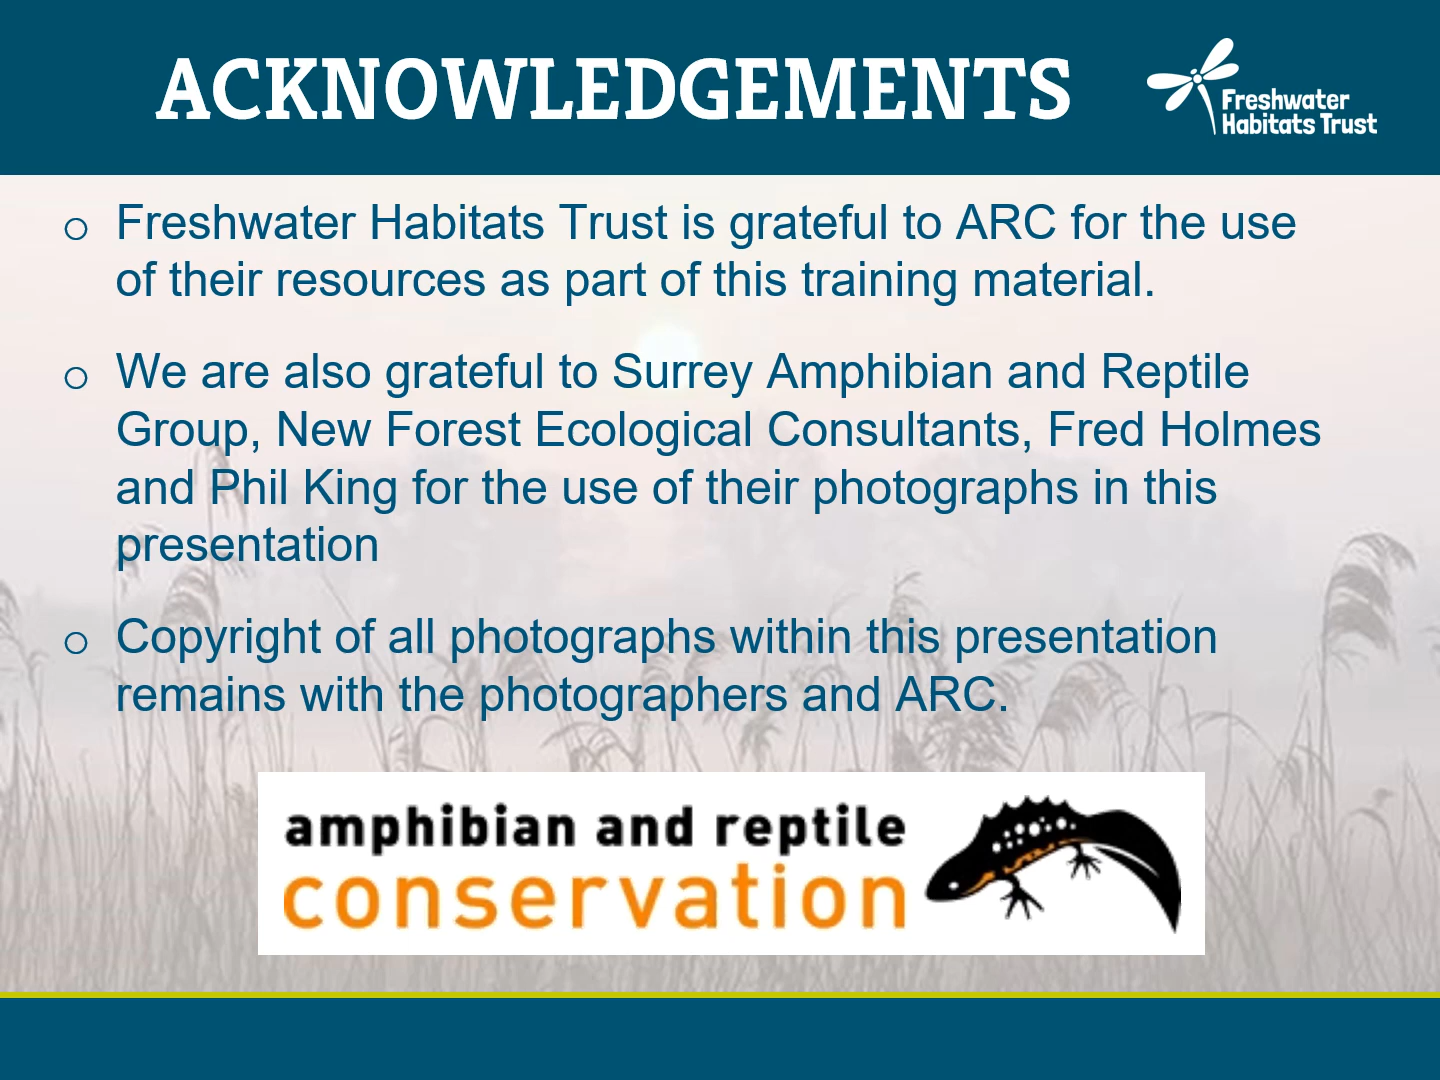 ACKNOWLEDGEMENTS
Freshwater
Habitats Trust
Freshwater Habitats Trust is grateful to ARC for the use
of their resources as part of this training material.
We are also grateful to Surrey Amphibian and Reptile
Group, New Forest Ecological Consultants, Fred Holmes
and Phil King for the use of their photographs in this
presentation
Copyright of all photographs within this presentation
remains with the photographers and ARC.
amphibian and reptile
conservation